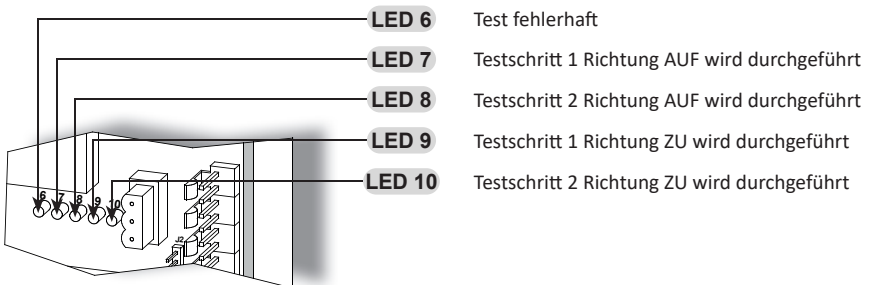 LED 6 Test fehlerhaft
LED 7 Testschritt 1 Richtung AUF wird durchgeführt
LED 8 Testschritt 2 Richtung AUF wird durchgeführt
LED 9 Testschritt 1 Richtung ZU wird durchgeführt
LED 10 Testschritt 2 Richtung ZU wird durchgeführt
6 7 8 9 10
J2